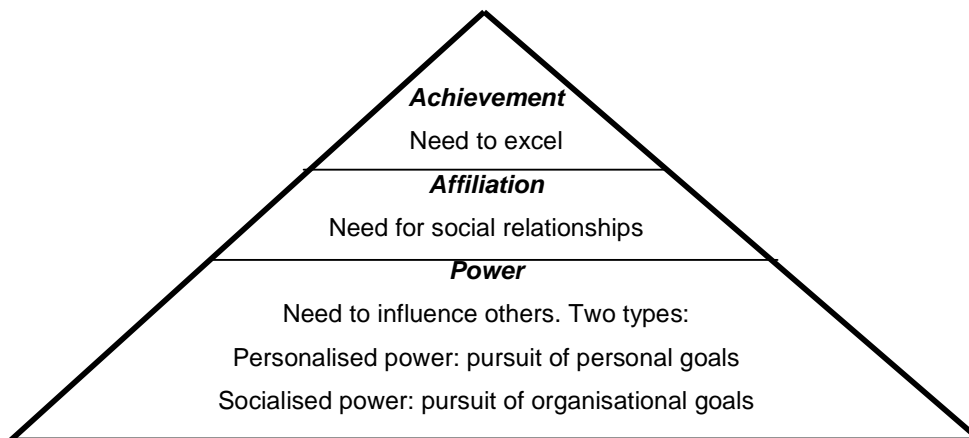 Achievement
Need to excel
Affiliation
Need for social relationships
Power
Need to influence others. Two types:
Personalised power: pursuit of personal goals
Socialised power: pursuit of organisational goals